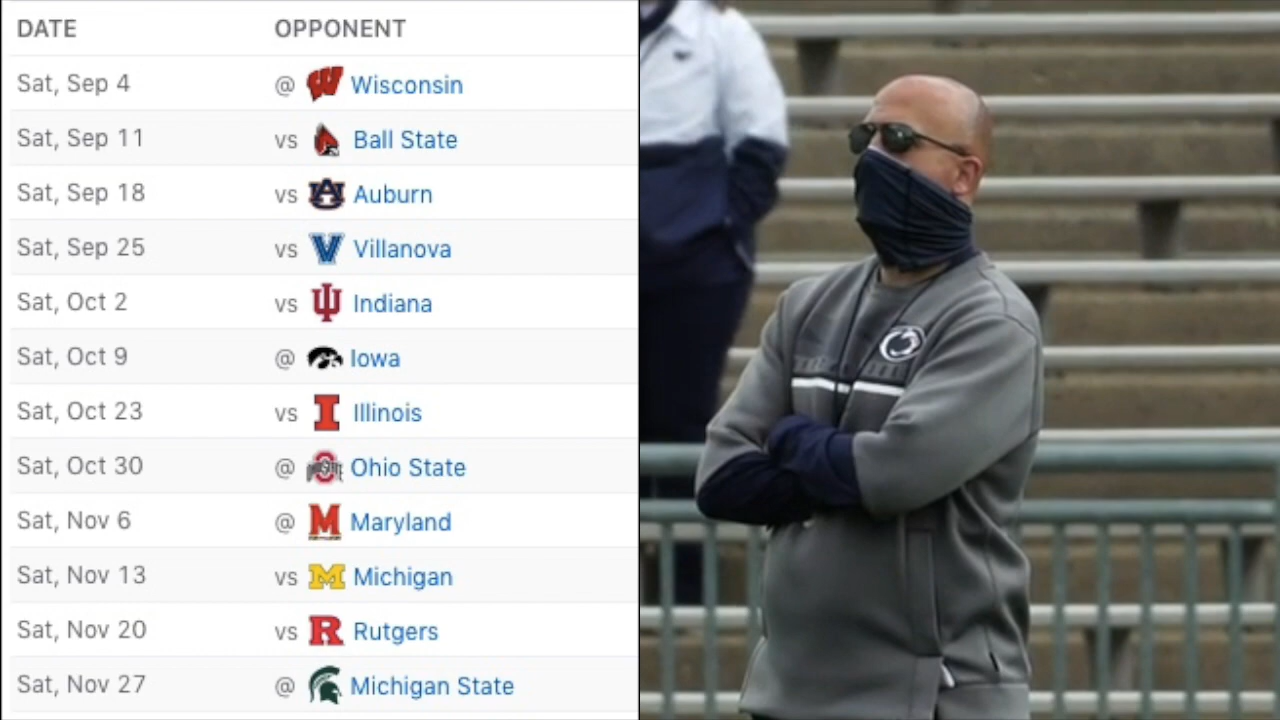 DATE OPPONENT
Sat, Sep 4 @ Wisconsin
Sat, Sep 11 vs Ball State
Sat, Sep 18 vs Auburn
Sat, Sep 25 vs Villanova
Sat, Oct 2 vs Indiana
Sat, Oct 9 @ Iowa
Sat, Oct 23 vs Illinois
Sat, Oct 30 @ Ohio State
Sat, Nov 6 @ Maryland
Sat, Nov 13 vs Michigan
Sat, Nov 20 vs Rutgers
Sat, Nov 27 @ Michigan State